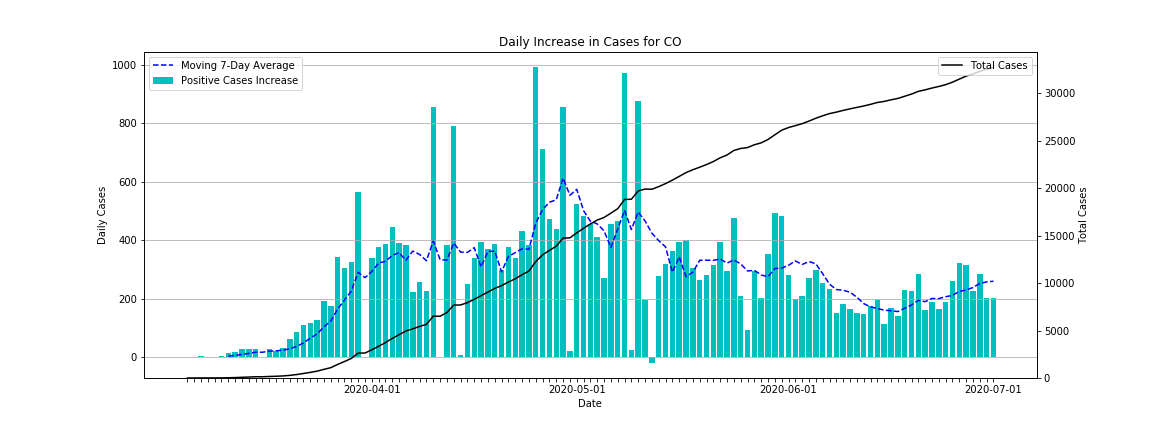 Daily Increase in Cases for CO
Moving 7-Day Average
Positive Cases Increase
Total Cases
1000
800
600
400
200
0
Daily Cases
30000
25000
20000
15000
10000
5000
0
Total Cases
2020-04-01
2020-05-01
2020-06-01
2020-07-01
Date